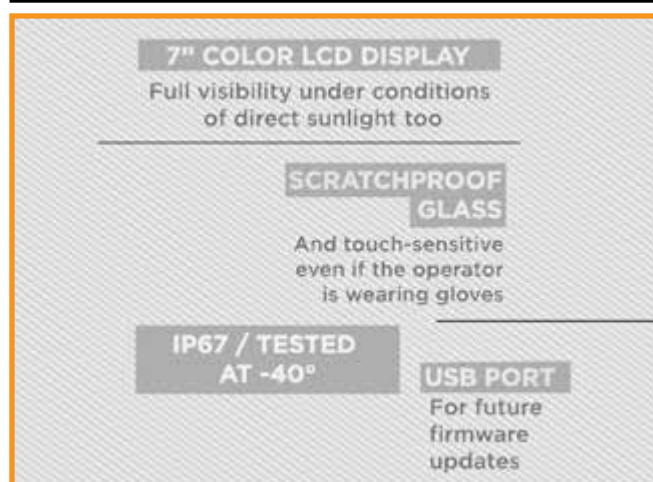 7" COLOR LCD DISPLAY
Full visibility under conditions
of direct sunlight too
SCRATCHPROOF
GLASS
And touch-sensitive
even if the operator
is wearing gloves
IP67 / TESTED
AT -40°
USB PORT
For future
firmware
updates